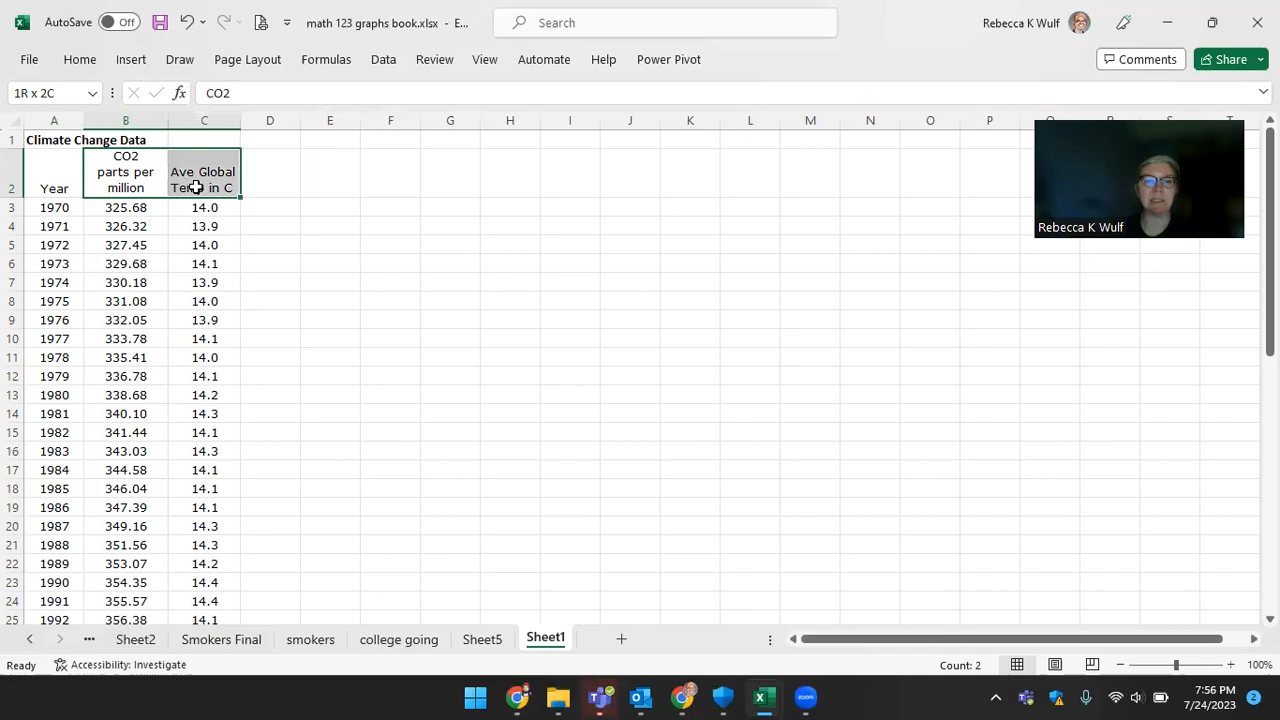 AutoSave Off math 123 graphs book.xlsx - E... Search Rebecca K Wulf
File Home Insert Draw Page Layout Formulas Data Review View Automate Help Power Pivot Comments Share
1R x 2C fx CO2
A B C D E F G H I J K L M N O P
1 Climate Change Data
CO2
parts per Ave Global
2 Year million in C
3 1970 325.68 14.0
4 1971 326.32 13.9
5 1972 327.45 14.0
6 1973 329.68 14.1
7 1974 330.18 13.9
8 1975 331.08 14.0
9 1976 332.05 13.9
10 1977 333.78 14.1
11 1978 335.41 14.0
12 1979 336.78 14.1
13 1980 338.68 14.2
14 1981 340.10 14.3
15 1982 341.44 14.1
16 1983 343.03 14.3
17 1984 344.58 14.1
18 1985 346.04 14.1
19 1986 347.39 14.1
20 1987 349.16 14.3
21 1988 351.56 14.3
22 1989 353.07 14.2
23 1990 354.35 14.4
24 1991 355.57 14.4
25 1992 356.38 14.1
Rebecca K Wulf
... Sheet2 Smokers Final smokers college going Sheet5 Sheet1
Ready Accessibility: Investigate Count: 2 100%
7:56 PM
7/24/2023 2
zoom